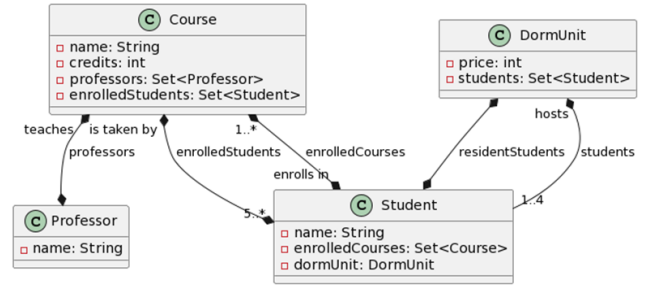 C Course
name: String
credits: int
professors: Set<Professor>
enrolledStudents: Set<Student>
C DormUnit
price: int
students: Set<Student>
teaches
is taken by
1..*
hosts
professors
enrolledStudents
enrolledCourses
residentStudents
students
enrolls in
5..*
1..4
C Professor
name: String
C Student
name: String
enrolledCourses: Set<Course>
dormUnit: DormUnit